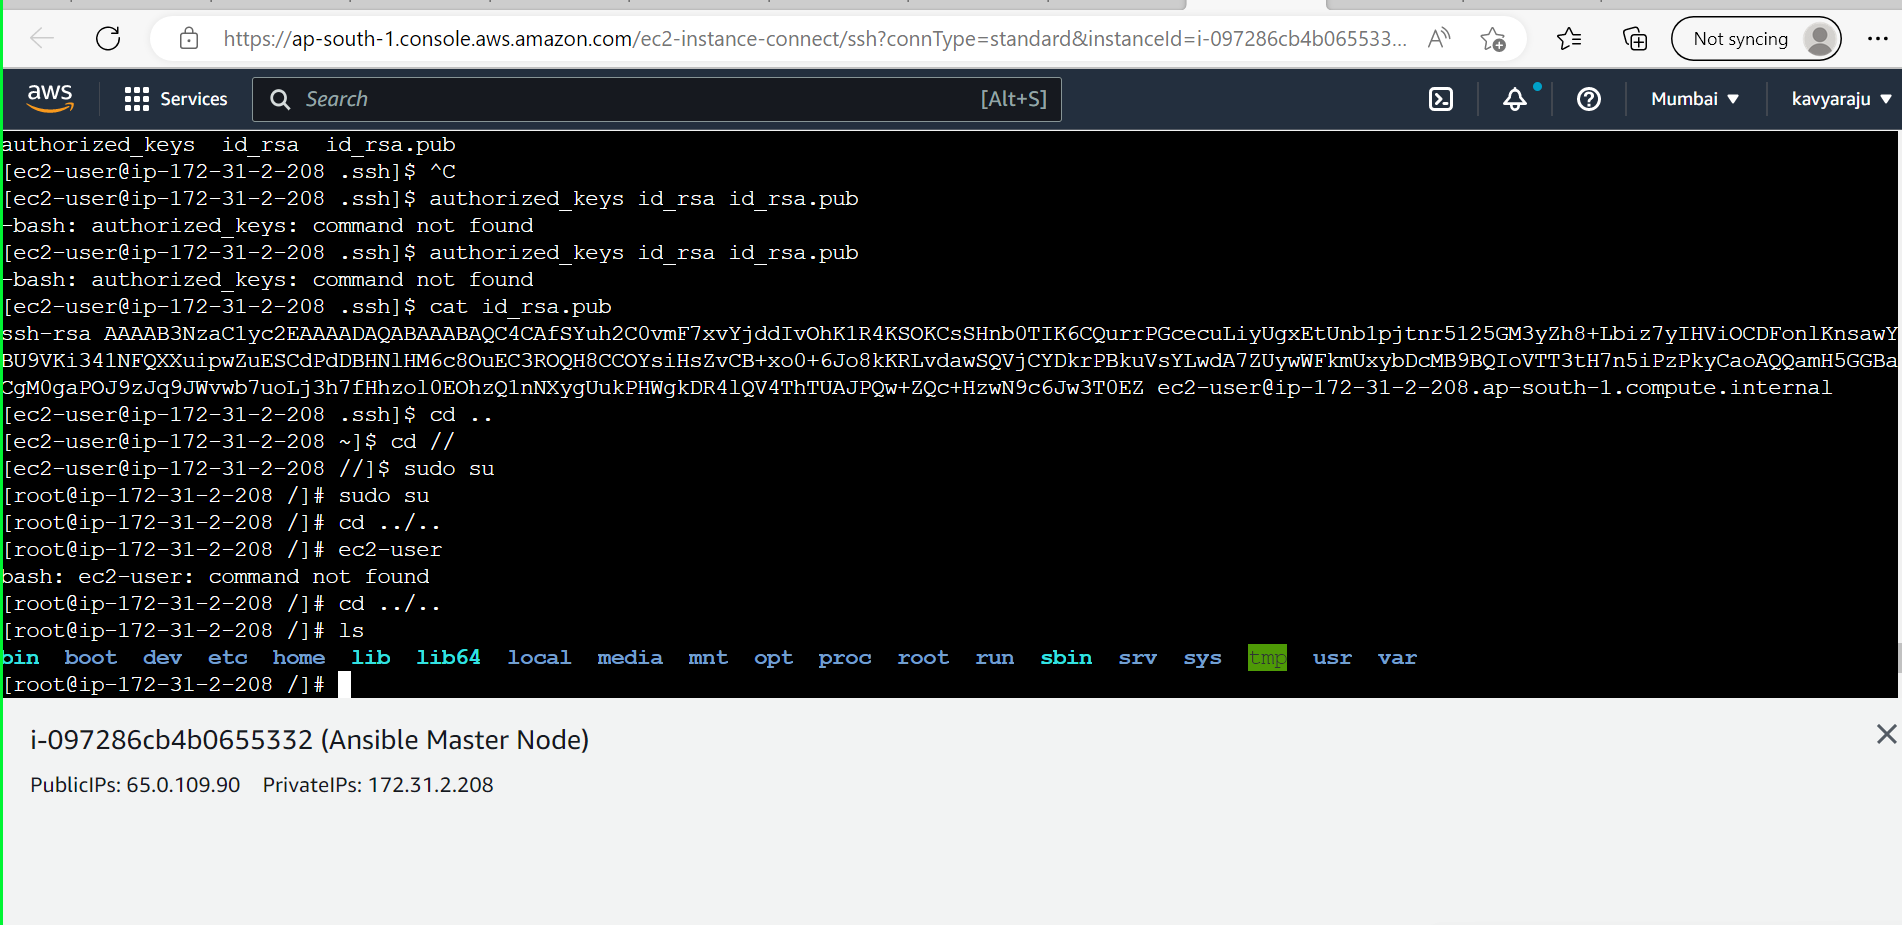 https://ap-south-1.console.aws.amazon.com/ec2-instance-connect/ssh?connType=standard&instanceId=i-097286cb4b065533...
Not syncing
aws
Services
Search
[Alt+S]
Mumbai
kavyaraju
authorized_keys id_rsa id_rsa.pub
[ec2-user@ip-172-31-2-208 .ssh]$ ^C
[ec2-user@ip-172-31-2-208 .ssh]$ authorized_keys id_rsa id_rsa.pub
-bash: authorized_keys: command not found
[ec2-user@ip-172-31-2-208 .ssh]$ authorized_keys id_rsa id_rsa.pub
-bash: authorized_keys: command not found
[ec2-user@ip-172-31-2-208 .ssh]$ cat id_rsa.pub
ssh-rsa AAAAB3NzaC1yc2EAAAADAQABAAABAQC4CAfSYuh2C0vmF7xvYjddIvOhK1R4KSOKCsSHnb0TIK6CQurrPGcecuLiyUgxEtUnb1pjtnr5125GM3yZh8+Lbiz7yIHViOCDFonlKnsawY
BU9VKi341NFQXXuipwZuESCdPdDBHNlHM6c8OuEC3ROQH8CCOYsiHsZvCB+xo0+6Jo8kKRLvdawSQVjCYDkrPBkuVsYLwdA7ZUywWFkmUxybDcMB9BQIoVTT3tH7n5iPzPkyCaoAQQamH5GGBa
CgM0gaPOJ9zJq9JWvwb7uoLj3h7fHhzol0EOhzQ1nNXygUukPHWgkDR4lQV4ThTUAJPQw+ZQc+HzwN9c6Jw3T0EZ ec2-user@ip-172-31-2-208.ap-south-1.compute.internal
[ec2-user@ip-172-31-2-208 .ssh]$ cd ..
[ec2-user@ip-172-31-2-208 ~]$ cd //
[ec2-user@ip-172-31-2-208 //]$ sudo su
[root@ip-172-31-2-208 /]# sudo su
[root@ip-172-31-2-208 /]# cd ../..
[root@ip-172-31-2-208 /]# ec2-user
bash: ec2-user: command not found
[root@ip-172-31-2-208 /]# cd ../..
[root@ip-172-31-2-208 /]# ls
bin boot dev etc home lib lib64 local media mnt opt proc root run sbin srv sys tmp usr var
[root@ip-172-31-2-208 /]#
i-097286cb4b0655332 (Ansible Master Node)
PublicIPs: 65.0.109.90 PrivateIPs: 172.31.2.208